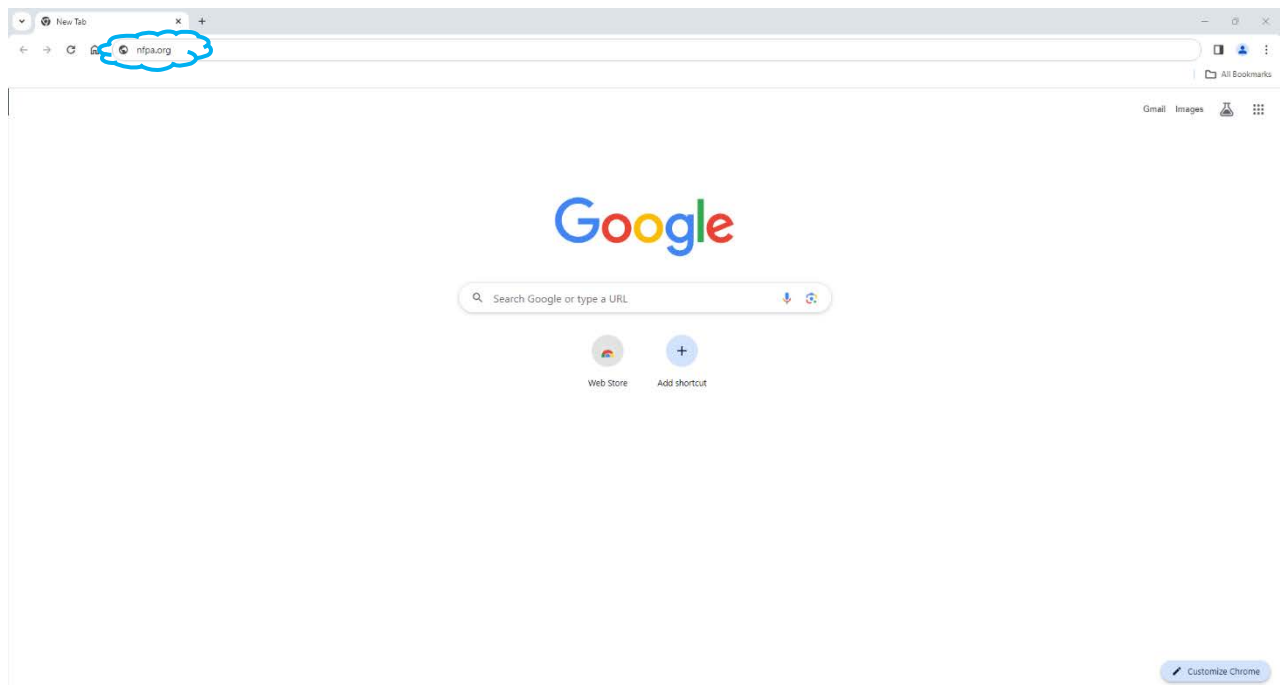 New Tab
nfpa.org
All Bookmarks
Gmail Images
Google
Search Google or type a URL
Web Store Add shortcut
Customize Chrome